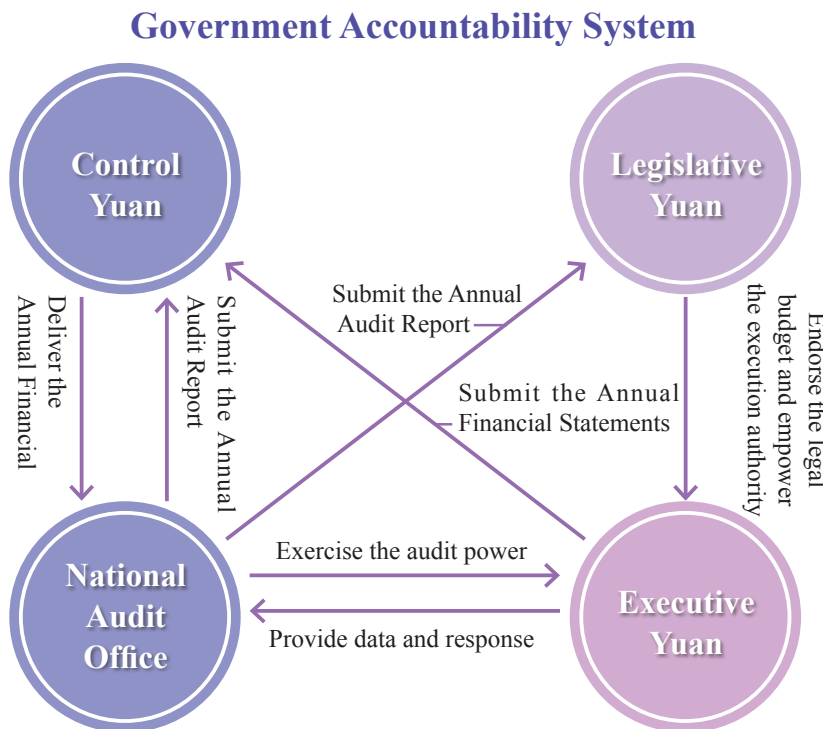 Government Accountability System
Control
Yuan
Legislative
Yuan
Deliver the
Annual Financial
Submit the Annual
Audit Report
Submit the Annual
Audit Report
Submit the Annual
Financial Statements
Endorse the legal
budget and empower
the execution authority
National
Audit
Office
Exercise the audit power
Provide data and response
Executive
Yuan